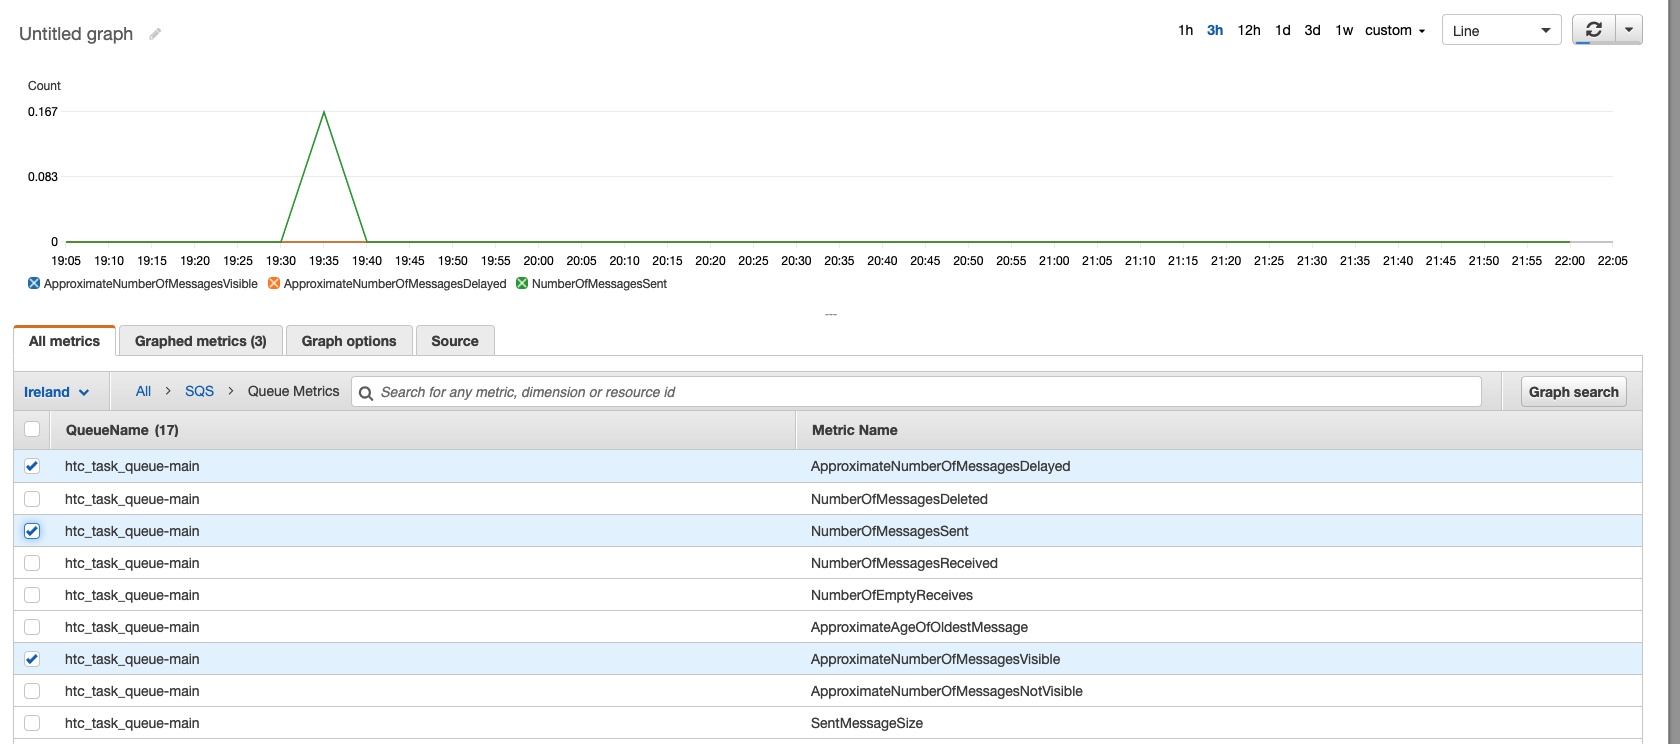 Untitled graph
1h 3h 12h 1d 3d 1w custom Line
Count
0.167
0.083
0
19:05 19:10 19:15 19:20 19:25 19:30 19:35 19:40 19:45 19:50 19:55 20:00 20:05 20:10 20:15 20:20 20:25 20:30 20:35 20:40 20:45 20:50 20:55 21:00 21:05 21:10 21:15 21:20 21:25 21:30 21:35 21:40 21:45 21:50 21:55 22:00 22:05
ApproximateNumberOfMessagesVisible ApproximateNumberOfMessagesDelayed NumberOfMessagesSent
All metrics Graphed metrics (3) Graph options Source
Ireland All > SQS > Queue Metrics Search for any metric, dimension or resource id Graph search
QueueName (17) Metric Name
htc_task_queue-main ApproximateNumberOfMessagesDelayed
htc_task_queue-main NumberOfMessagesDeleted
htc_task_queue-main NumberOfMessagesSent
htc_task_queue-main NumberOfMessagesReceived
htc_task_queue-main NumberOfEmptyReceives
htc_task_queue-main ApproximateAgeOfOldestMessage
htc_task_queue-main ApproximateNumberOfMessagesVisible
htc_task_queue-main ApproximateNumberOfMessagesNotVisible
htc_task_queue-main SentMessageSize